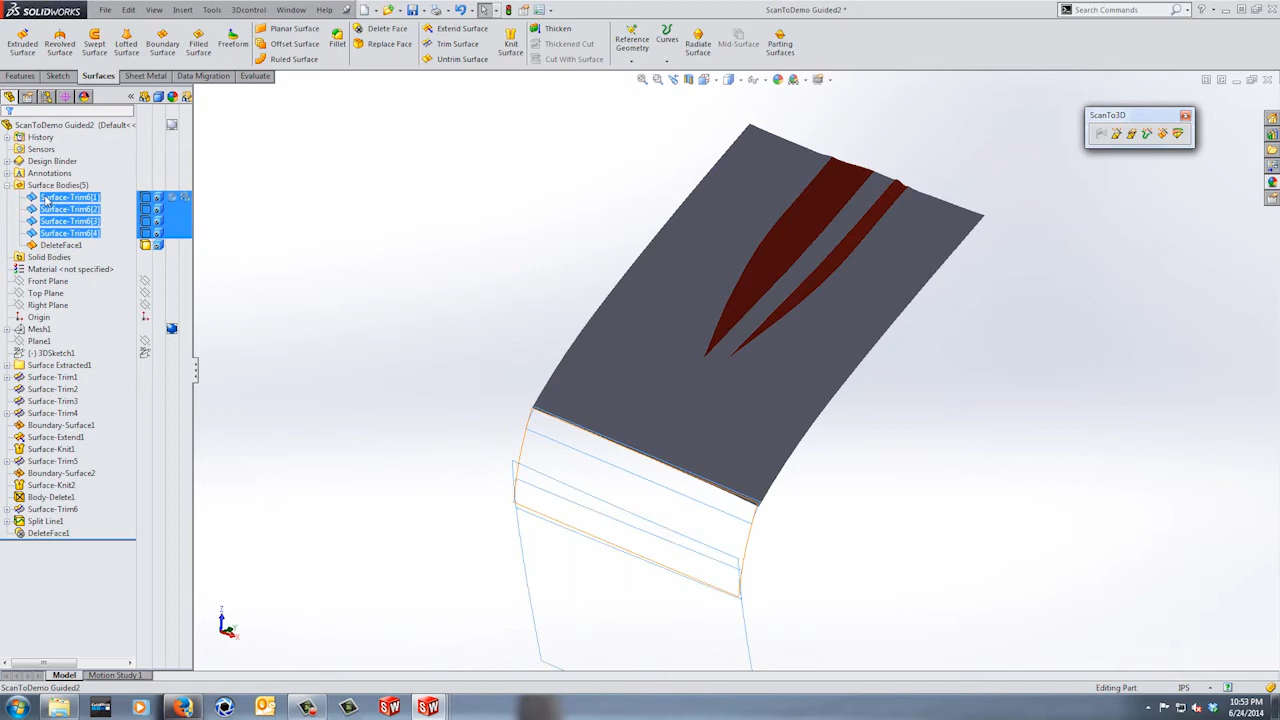 SOLIDWORKS
File Edit View Insert Tools 3Dcontrol Window Help
ScanToDemo Guided2 *
Search Commands
Extruded Surface
Revolved Surface
Swept Surface
Lofted Surface
Boundary Surface
Filled Surface
Freeform
Planar Surface
Offset Surface
Ruled Surface
Fillet
Delete Face
Replace Face
Extend Surface
Trim Surface
Untrim Surface
Knit Surface
Thicken
Thickened Cut
Cut With Surface
Reference Geometry
Curves
Radiate Surface
Mid-Surface
Parting Surfaces
Features Sketch Surfaces Sheet Metal Data Migration Evaluate
ScanTo3D
ScanToDemo Guided2 (Default<<
History
Sensors
Design Binder
Annotations
Surface Bodies(5)
Surface-Trim6[1]
Surface-Trim6[2]
Surface-Trim6[3]
Surface-Trim6[4]
DeleteFace1
Solid Bodies
Material <not specified>
Front Plane
Top Plane
Right Plane
Origin
Mesh1
Plane1
(-) 3DSketch1
Surface Extracted1
Surface-Trim1
Surface-Trim2
Surface-Trim3
Surface-Trim4
Boundary-Surface1
Surface-Extend1
Surface-Knit1
Surface-Trim5
Boundary-Surface2
Surface-Knit2
Body-Delete1
Surface-Trim6
Split Line1
DeleteFace1
Z
Y
X
Model Motion Study 1
ScanToDemo Guided2
Editing Part
IPS
10:53 PM
6/24/2014